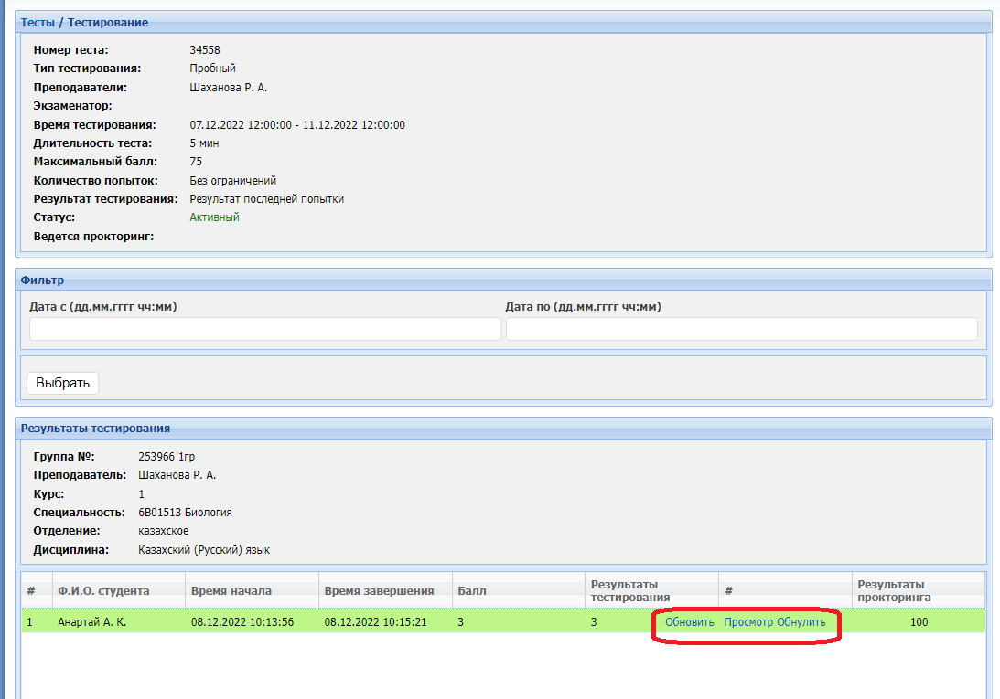 Тесты / Тестирование
Номер теста: 34558
Тип тестирования: Пробный
Преподаватели: Шаханова Р. А.
Экзаменатор:
Время тестирования: 07.12.2022 12:00:00 - 11.12.2022 12:00:00
Длительность теста: 5 мин
Максимальный балл: 75
Количество попыток: Без ограничений
Результат тестирования: Результат последней попытки
Статус: Активный
Ведется прокторинг:
Фильтр
Дата с (дд.мм.гггг чч:мм) Дата по (дд.мм.гггг чч:мм)
Выбрать
Результаты тестирования
Группа №: 253966 1гр
Преподаватель: Шаханова Р. А.
Курс: 1
Специальность: 6B01513 Биология
Отделение: казахское
Дисциплина: Казахский (Русский) язык
# Ф.И.О. студента Время начала Время завершения Балл Результаты тестирования # Результаты прокторинга
1 Анартай А. К. 08.12.2022 10:13:56 08.12.2022 10:15:21 3 3 Обновить Просмотр Обнулить 100